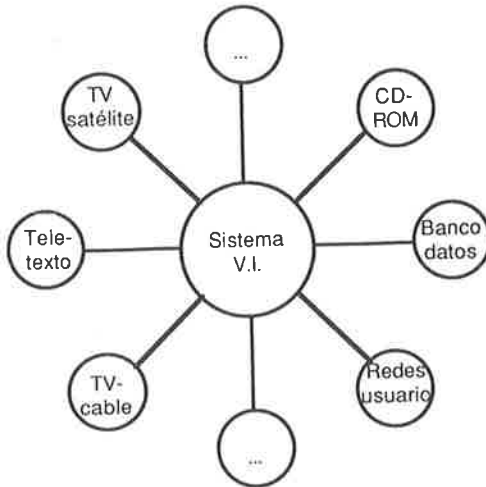 ...
TV
satélite
CD-
ROM
Tele-
texto
Sistema
V.I.
Banco
datos
TV-
cable
Redes
usuario
...